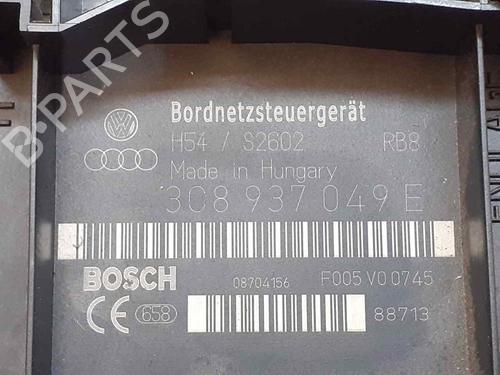 Bordnetzsteuergerät
H54 / S2602 RB8
Made in Hungary
3C8 937 049 E
BOSCH 08704156 F005 V0 0745
CE 658 88713
B-PARTS